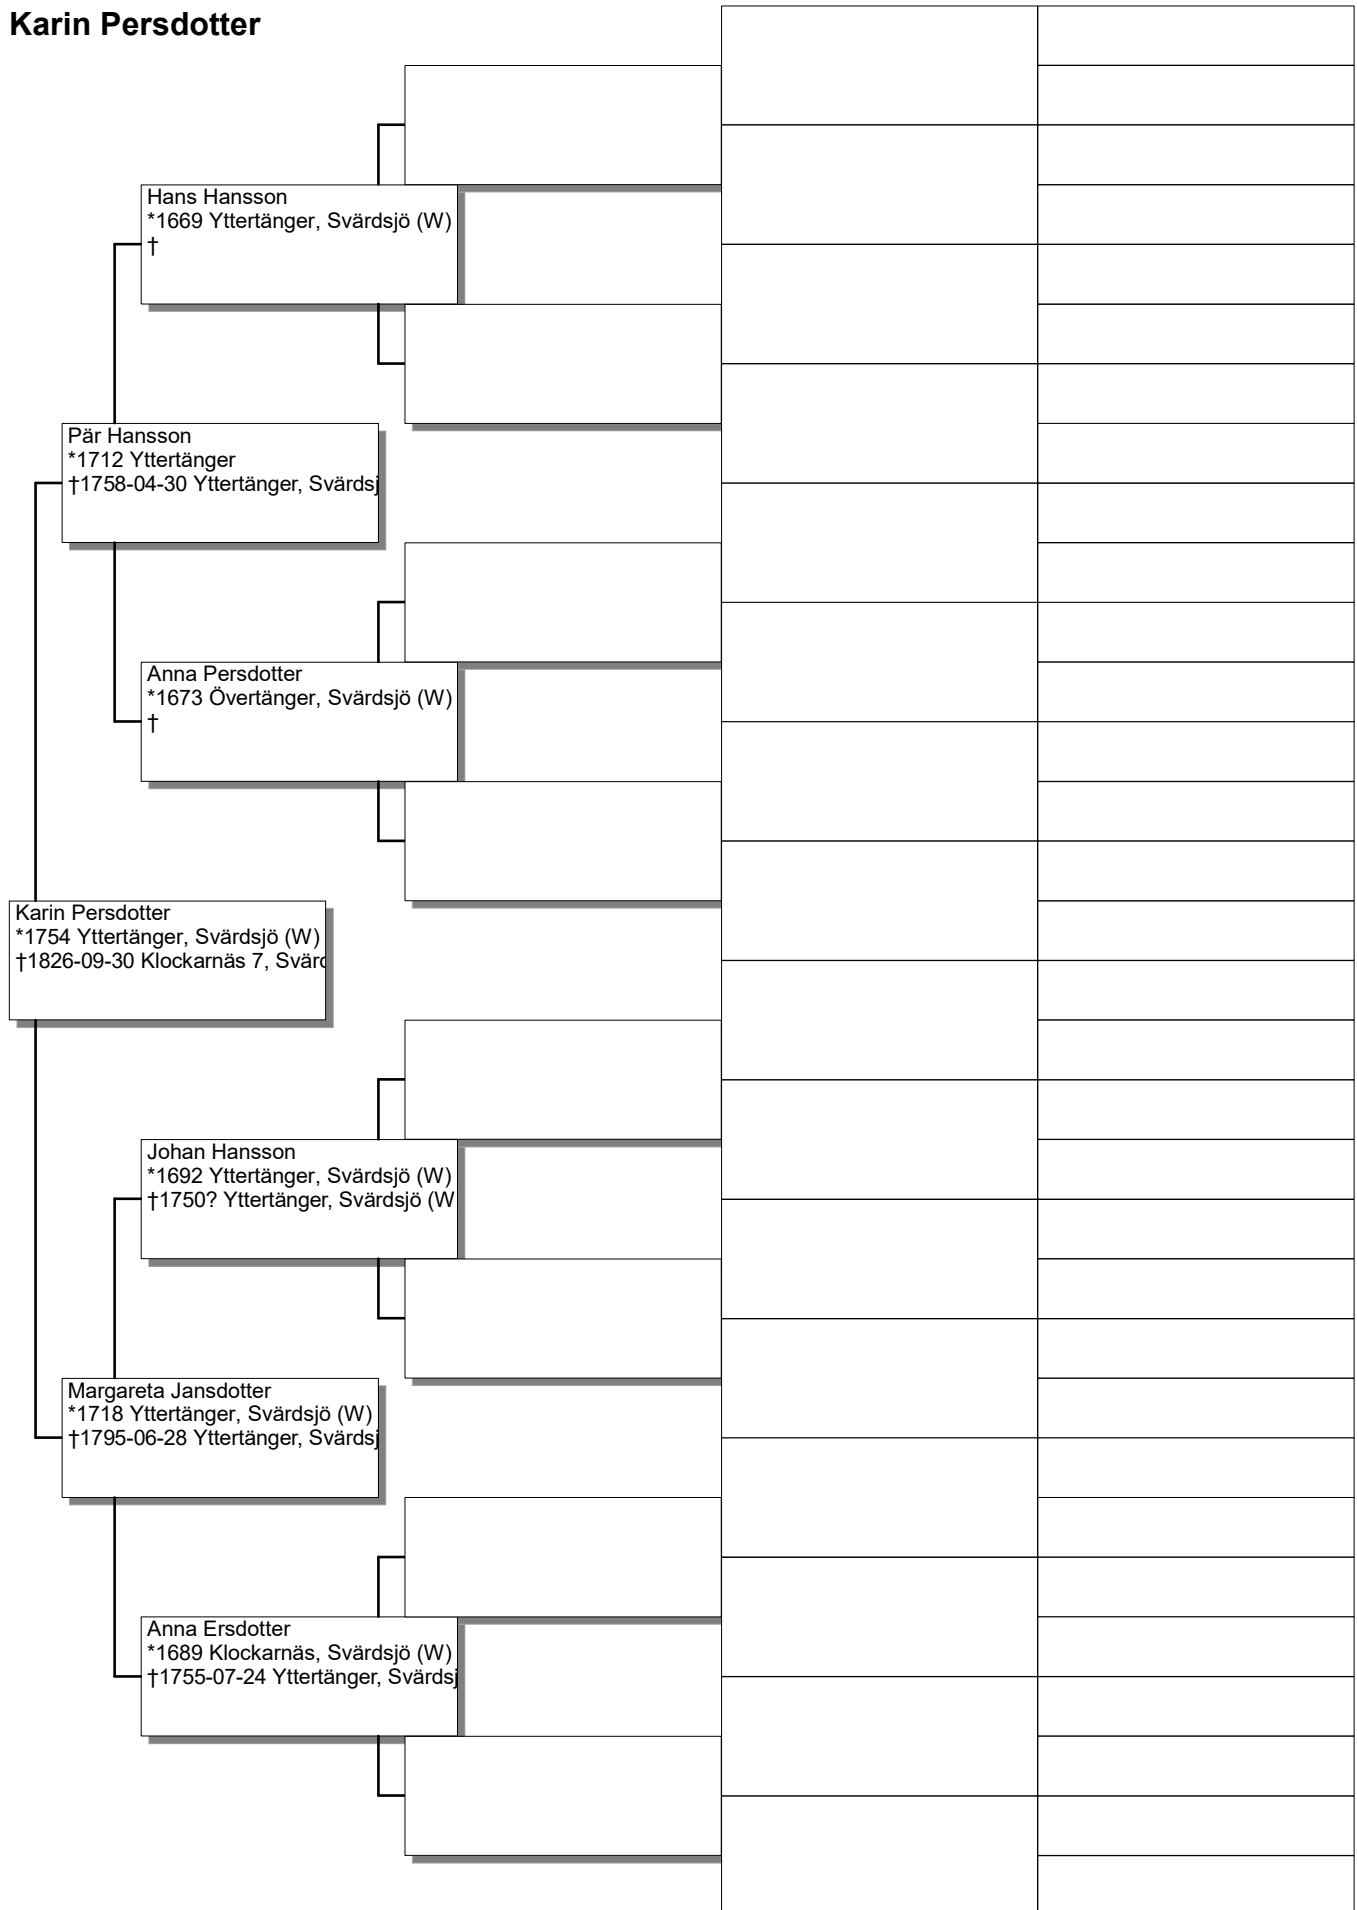 Karin Persdotter
Hans Hansson
*1669 Yttertänger, Svärdsjö (W)
†
Pär Hansson
*1712 Yttertänger
†1758-04-30 Yttertänger, Svärdsj
Anna Persdotter
*1673 Övertänger, Svärdsjö (W)
†
Karin Persdotter
*1754 Yttertänger, Svärdsjö (W)
†1826-09-30 Klockarnäs 7, Svärd
Johan Hansson
*1692 Yttertänger, Svärdsjö (W)
†1750? Yttertänger, Svärdsjö (W
Margareta Jansdotter
*1718 Yttertänger, Svärdsjö (W)
†1795-06-28 Yttertänger, Svärdsj
Anna Ersdotter
*1689 Klockarnäs, Svärdsjö (W)
†1755-07-24 Yttertänger, Svärdsj